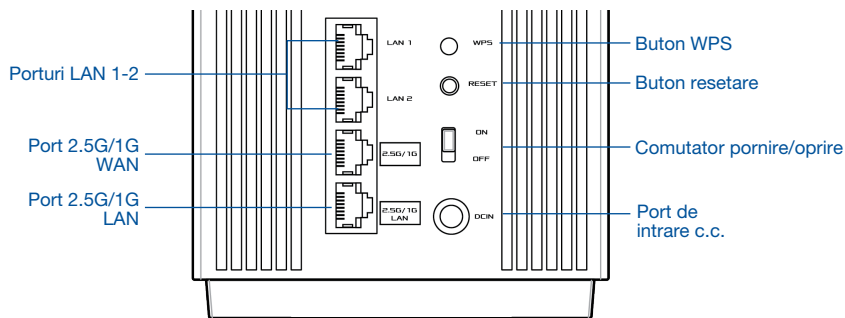 LAN 1
WPS
Buton WPS
Porturi LAN 1-2
RESET
Buton resetare
LAN 2
ON
Port 2.5G/1G
WAN
2.5G/1G
OFF
Comutator pornire/oprire
Port 2.5G/1G
LAN
2.5G/1G
LAN
DCIN
Port de
intrare c.c.